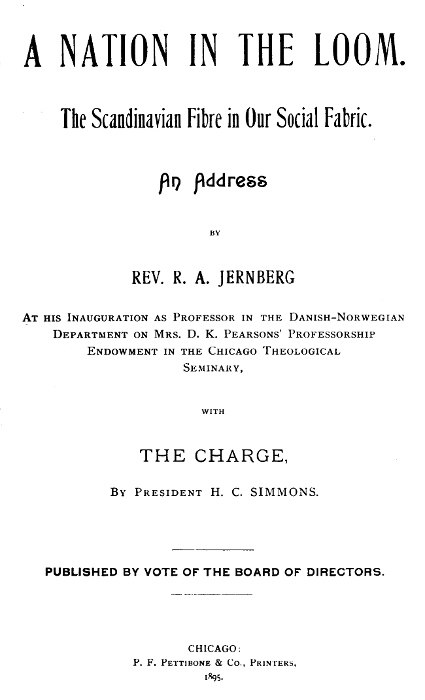 A NATION IN THE LOOM.
The Scandinavian Fibre in Our Social Fabric.
An Address
BY
REV. R. A. JERNBERG
AT HIS INAUGURATION AS PROFESSOR IN THE DANISH-NORWEGIAN
DEPARTMENT ON MRS. D. K. PEARSONS' PROFESSORSHIP
ENDOWMENT IN THE CHICAGO THEOLOGICAL
SEMINARY,
WITH
THE CHARGE,
BY PRESIDENT H. C. SIMMONS.
PUBLISHED BY VOTE OF THE BOARD OF DIRECTORS.
CHICAGO:
P. F. PETTIBONE & CO., PRINTERS,
1895.